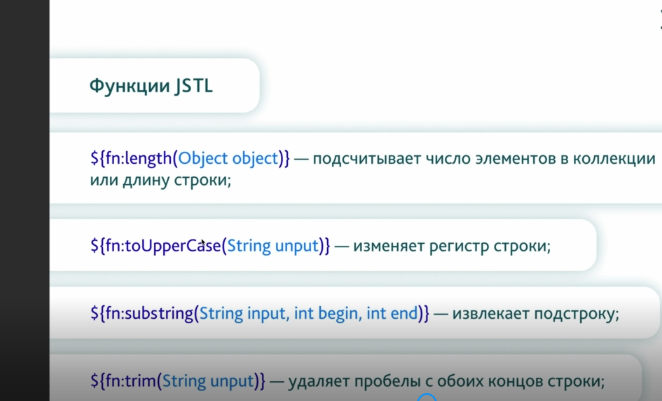 Функции JSTL
${fn:length(Object object)} — подсчитывает число элементов в коллекции
или длину строки;
${fn:toUpperCase(String unput)} — изменяет регистр строки;
${fn:substring(String input, int begin, int end)} — извлекает подстроку;
${fn:trim(String unput)} — удаляет пробелы с обоих концов строки;